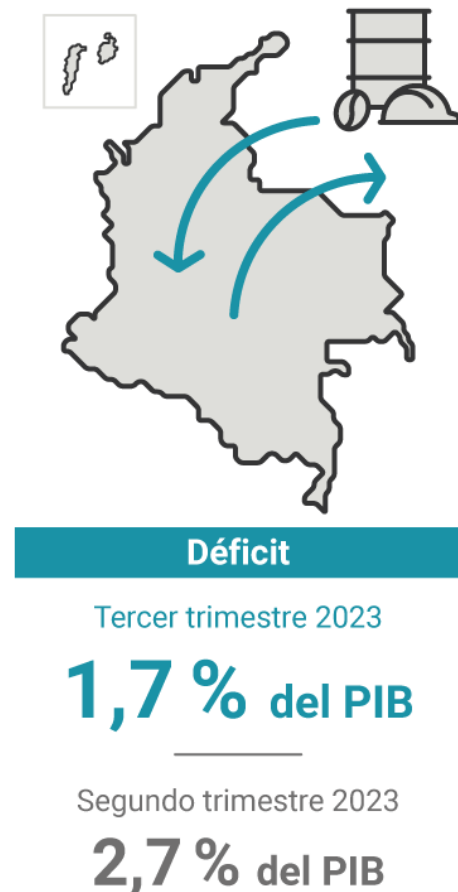 Déficit
Tercer trimestre 2023
1,7 % del PIB
Segundo trimestre 2023
2,7 % del PIB